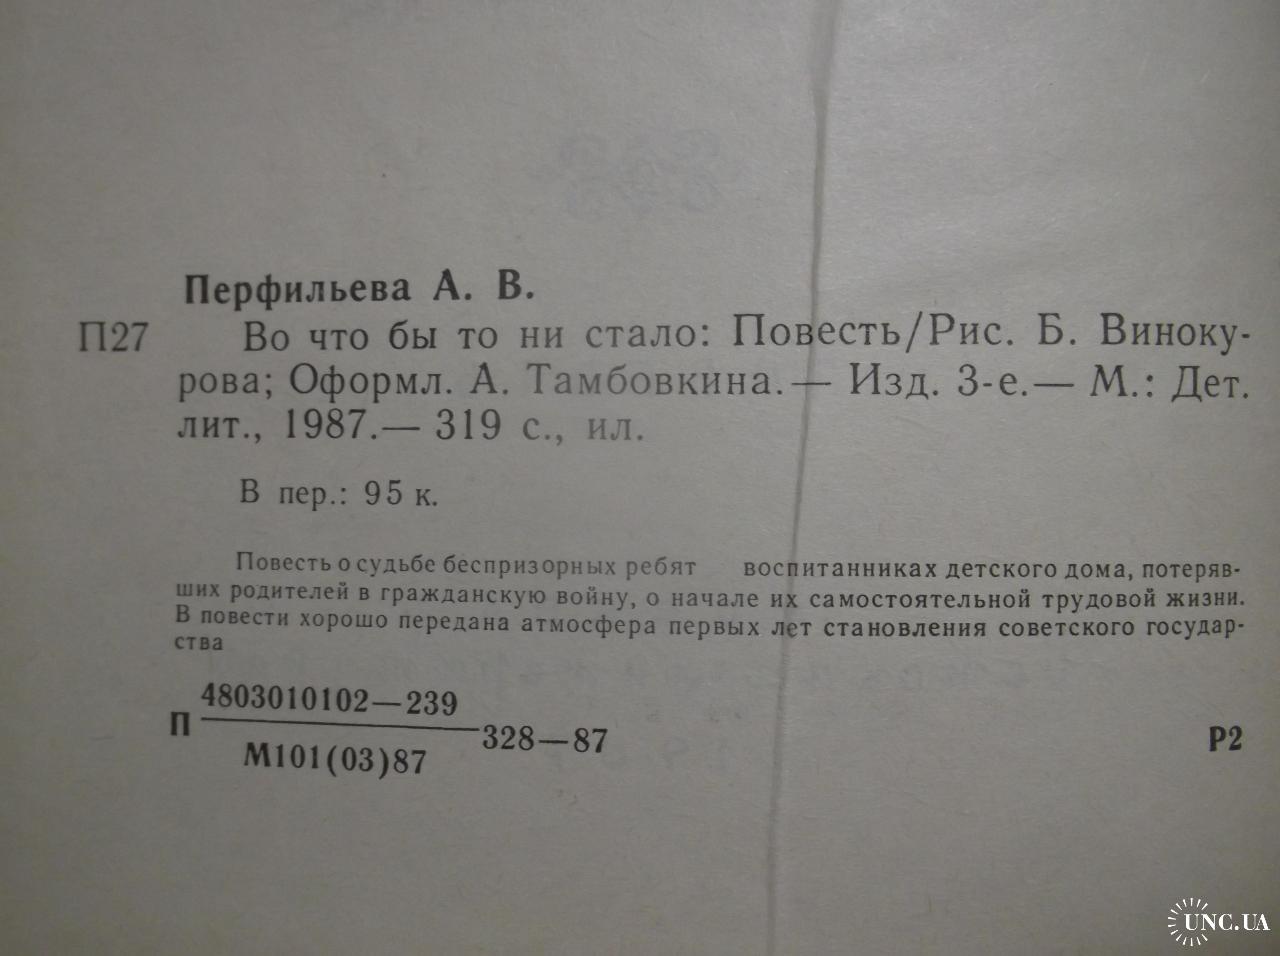 Перфильева А. В.
П27 Во что бы то ни стало: Повесть/Рис. Б. Виноку-
рова; Оформл. А. Тамбовкина.— Изд. 3-е.— М.: Дет.
лит., 1987.— 319 с., ил.
В пер.: 95 к.
Повесть о судьбе беспризорных ребят воспитанниках детского дома, потеряв-
ших родителей в гражданскую войну, о начале их самостоятельной трудовой жизни.
В повести хорошо передана атмосфера первых лет становления советского государ-
ства
4803010102—239
П 328—87
М101(03)87
Р2
UNC.UA